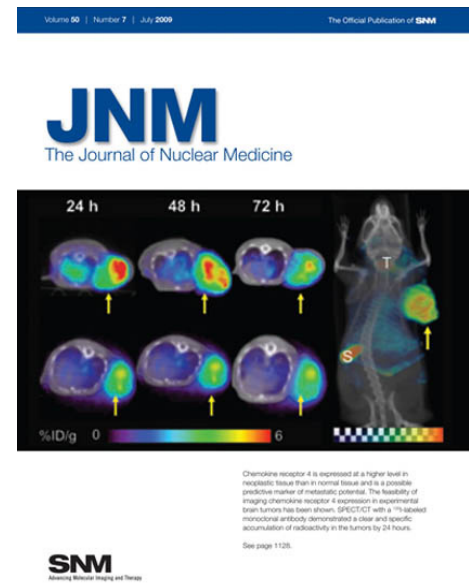 Volume 50 | Number 7 | July 2009 The Official Publication of SNM
JNM
The Journal of Nuclear Medicine
24 h 48 h 72 h
T
S
%ID/g 0 6
Chemokine receptor 4 is expressed at a higher level in
neoplastic tissue than in normal tissue and is a possible
predictive marker of metastatic potential. The feasibility of
imaging chemokine receptor 4 expression in experimental
brain tumors has been shown. SPECT/CT with a ¹²⁵I-labeled
monoclonal antibody demonstrated a clear and specific
accumulation of radioactivity in the tumors by 24 hours.
See page 1128.
SNM
Advancing Molecular Imaging and Therapy